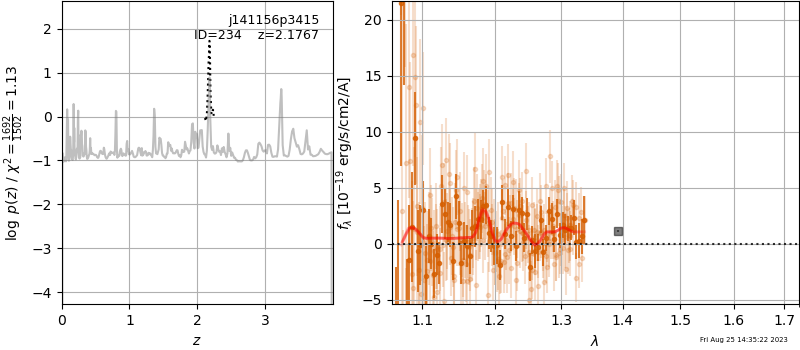 j141156p3415
ID=234 z=2.1767
log p(z) / χ² = 1692/1502 = 1.13
2
1
0
−1
−2
−3
−4
0 1 2 3
z
fλ [10⁻¹⁹ erg/s/cm2/A]
20
15
10
5
0
−5
1.1 1.2 1.3 1.4 1.5 1.6 1.7
λ
Fri Aug 25 14:35:22 2023